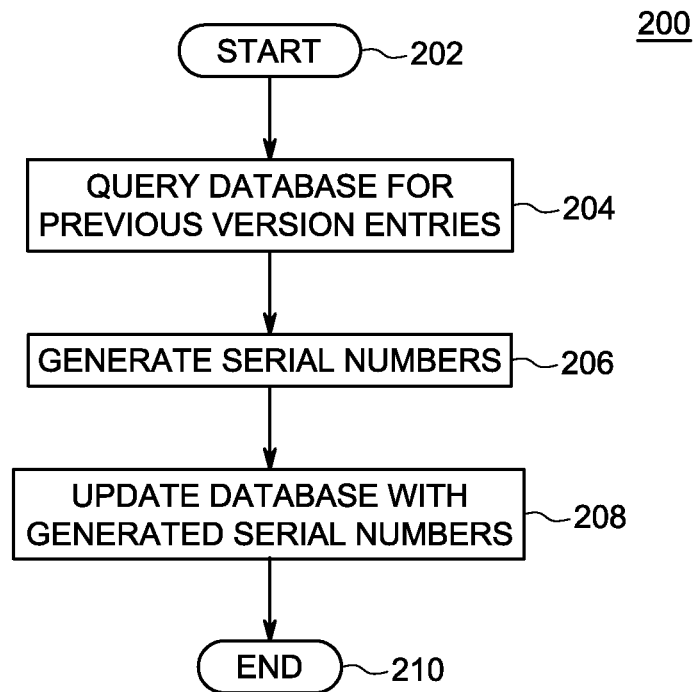 200
START
202
QUERY DATABASE FOR
PREVIOUS VERSION ENTRIES
204
GENERATE SERIAL NUMBERS
206
UPDATE DATABASE WITH
GENERATED SERIAL NUMBERS
208
END
210